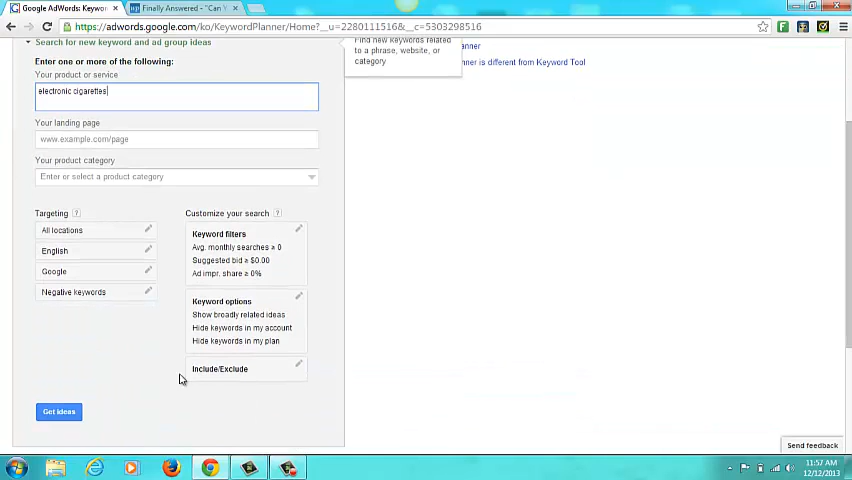 Google AdWords: Keywor
Finally Answered - "Can Y
https://adwords.google.com/ko/KeywordPlanner/Home?__u=2280111516&__c=5303298516
Search for new keyword and ad group ideas
Find new keywords related
to a phrase, website, or
category
anner
anner is different from Keyword Tool
Enter one or more of the following:
Your product or service
electronic cigarettes
Your landing page
www.example.com/page
Your product category
Enter or select a product category
Targeting ?
Customize your search ?
All locations
English
Google
Negative keywords
Keyword filters
Avg. monthly searches ≥ 0
Suggested bid ≥ $0.00
Ad impr. share ≥ 0%
Keyword options
Show broadly related ideas
Hide keywords in my account
Hide keywords in my plan
Include/Exclude
Get ideas
Send feedback
11:57 AM
12/12/2013